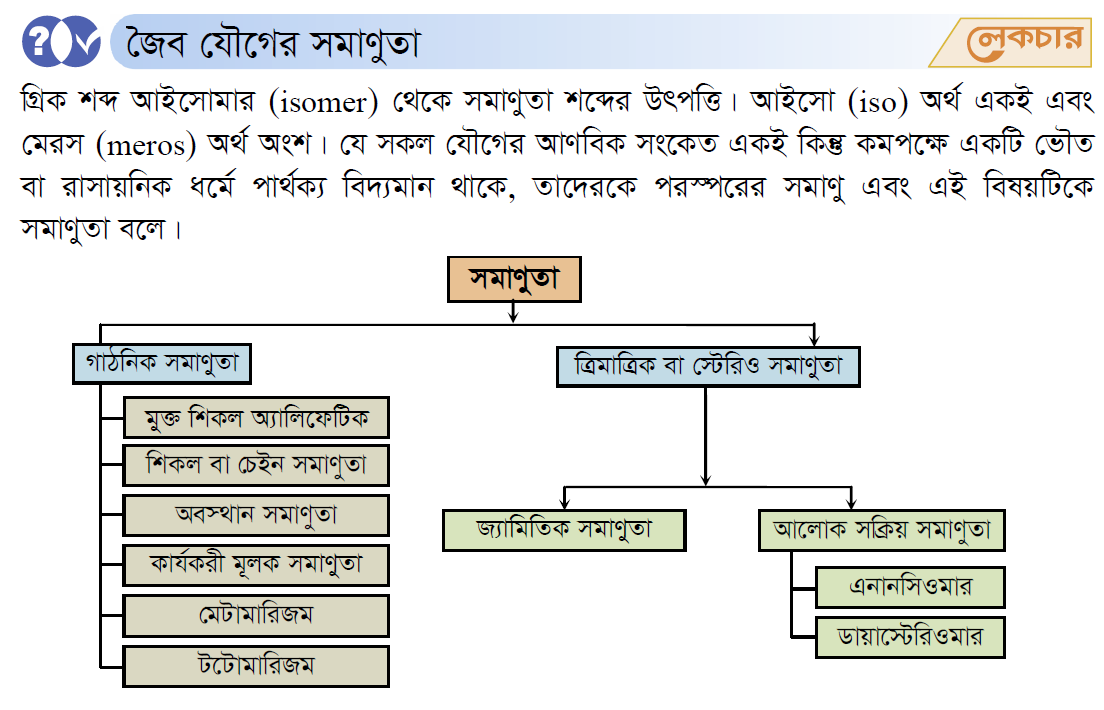 জৈব যৌগের সমাণুতা
লেকচার
গ্রিক শব্দ আইসোমার (isomer) থেকে সমাণুতা শব্দের উৎপত্তি। আইসো (iso) অর্থ একই এবং
মেরস (meros) অর্থ অংশ। যে সকল যৌগের আণবিক সংকেত একই কিন্তু কমপক্ষে একটি ভৌত
বা রাসায়নিক ধর্মে পার্থক্য বিদ্যমান থাকে, তাদেরকে পরস্পরের সমাণু এবং এই বিষয়টিকে
সমাণুতা বলে।
সমাণুতা
গাঠনিক সমাণুতা
মুক্ত শিকল অ্যালিফেটিক
শিকল বা চেইন সমাণুতা
অবস্থান সমাণুতা
কার্যকরী মূলক সমাণুতা
মেটামারিজম
টটোমারিজম
ত্রিমাত্রিক বা স্টেরিও সমাণুতা
জ্যামিতিক সমাণুতা
আলোক সক্রিয় সমাণুতা
এনানসিওমার
ডায়াস্টেরিওমার